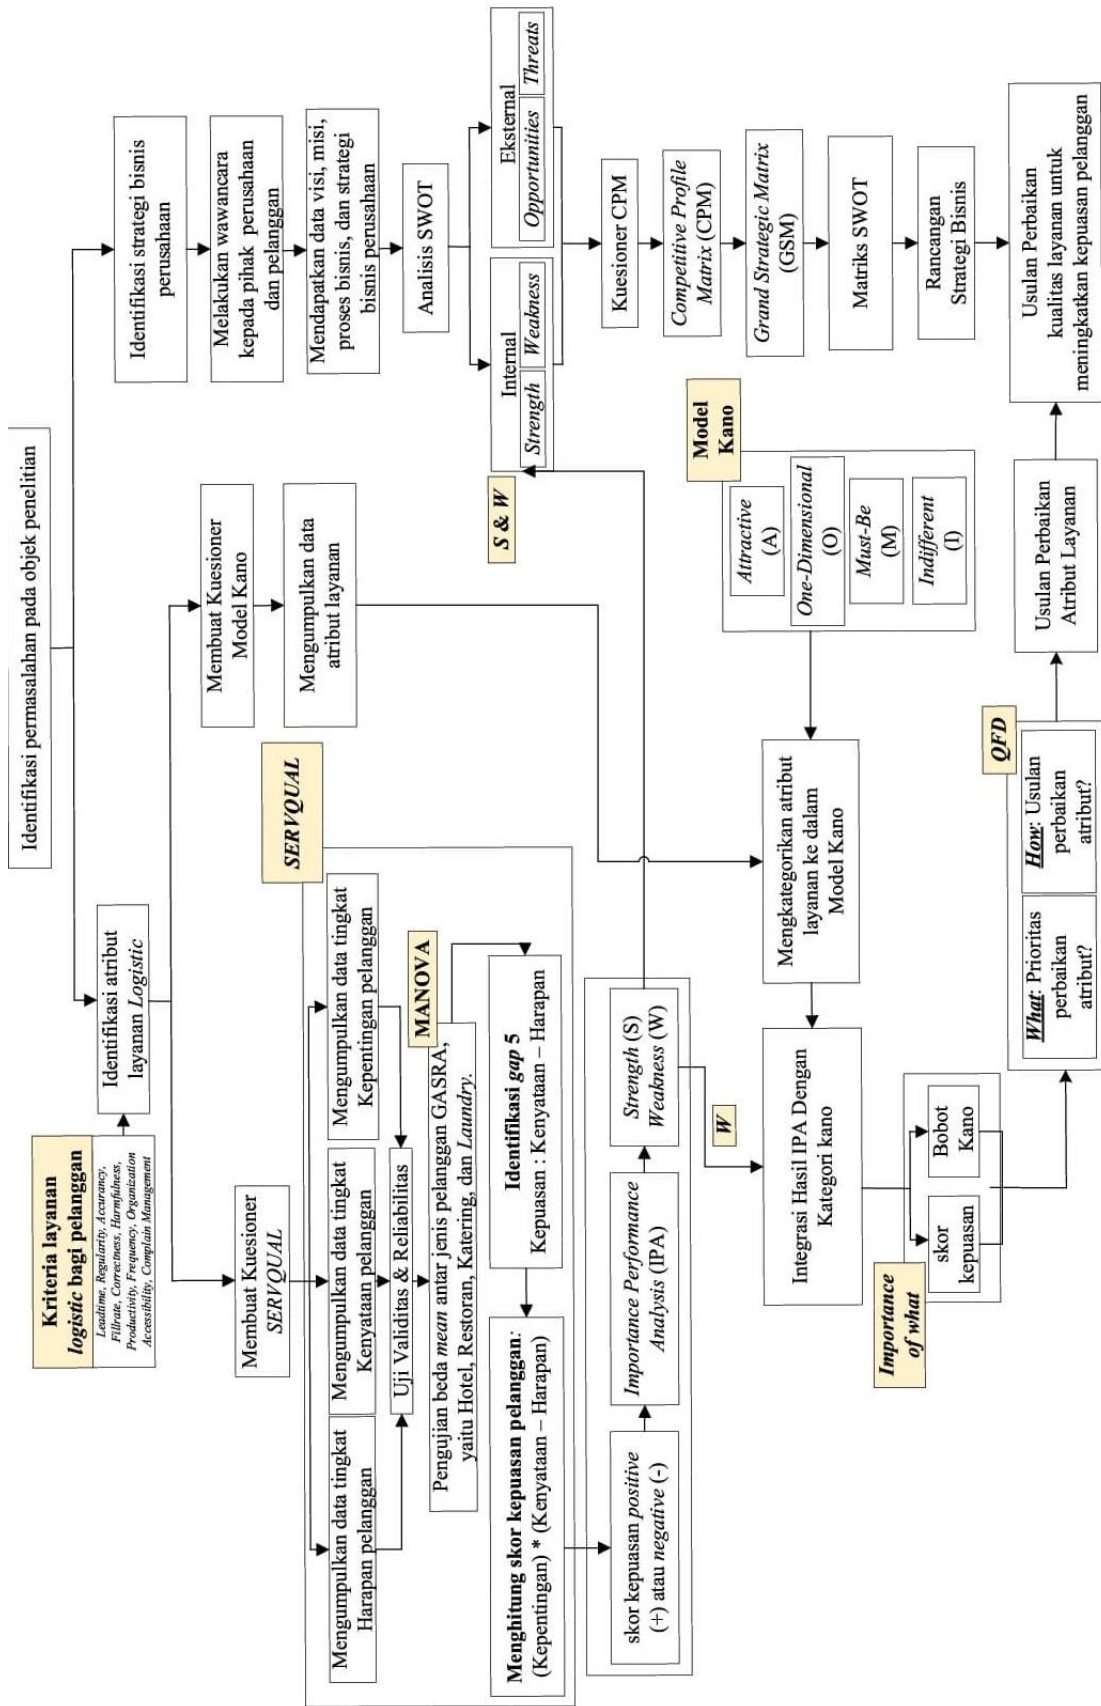 Identifikasi permasalahan pada objek penelitian
Kriteria layanan
logistic bagi pelanggan
Leadtime, Regularity, Accurancy,
Fillrate, Correctness, Harmfulness,
Productivity, Frequency, Organization
Accessibility, Complain Management
Identifikasi atribut
layanan Logistic
Identifikasi strategi bisnis
perusahaan
Melakukan wawancara
kepada pihak perusahaan
dan pelanggan
Mendapatkan data visi, misi,
proses bisnis, dan strategi
bisnis perusahaan
Analisis SWOT
Internal
Strength
Weakness
Eksternal
Opportunities
Threats
S & W
Kuesioner CPM
Competitive Profile
Matrix (CPM)
Grand Strategic Matrix
(GSM)
Matriks SWOT
Rancangan
Strategi Bisnis
Usulan Perbaikan
kualitas layanan untuk
meningkatkan kepuasan pelanggan
Membuat Kuesioner
SERVQUAL
Membuat Kuesioner
Model Kano
Mengumpulkan data
atribut layanan
SERVQUAL
Mengumpulkan data tingkat
Harapan pelanggan
Mengumpulkan data tingkat
Kenyataan pelanggan
Mengumpulkan data tingkat
Kepentingan pelanggan
Uji Validitas & Reliabilitas
MANOVA
Pengujian beda mean antar jenis pelanggan GASRA,
yaitu Hotel, Restoran, Katering, dan Laundry.
Identifikasi gap 5
Kepuasan : Kenyataan – Harapan
Menghitung skor kepuasan pelanggan:
(Kepentingan) * (Kenyataan – Harapan)
skor kepuasan positive
(+) atau negative (-)
Importance Performance
Analysis (IPA)
Strength (S)
Weakness (W)
W
Model
Kano
Attractive
(A)
One-Dimensional
(O)
Must-Be
(M)
Indifferent
(I)
Mengkategorikan atribut
layanan ke dalam
Model Kano
Integrasi Hasil IPA Dengan
Kategori kano
Importance
of what
skor
kepuasan
Bobot
Kano
QFD
What: Prioritas
perbaikan
atribut?
How: Usulan
perbaikan
atribut?
Usulan Perbaikan
Atribut Layanan